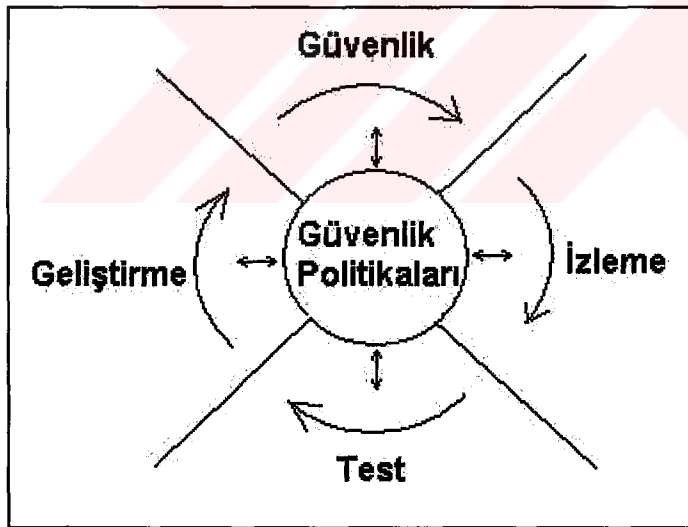 Güvenlik
Güvenlik
Politikaları
Geliştirme
İzleme
Test